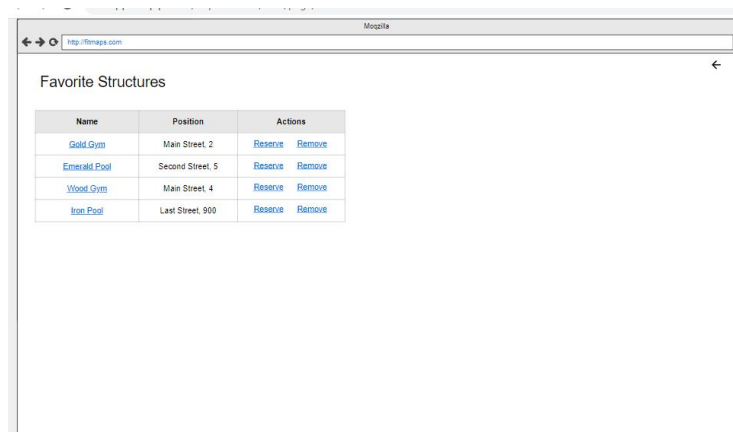 Moqzilla
http://fitmaps.com
Favorite Structures
Name Position Actions
Gold Gym Main Street, 2 Reserve Remove
Emerald Pool Second Street, 5 Reserve Remove
Wood Gym Main Street, 4 Reserve Remove
Iron Pool Last Street, 900 Reserve Remove